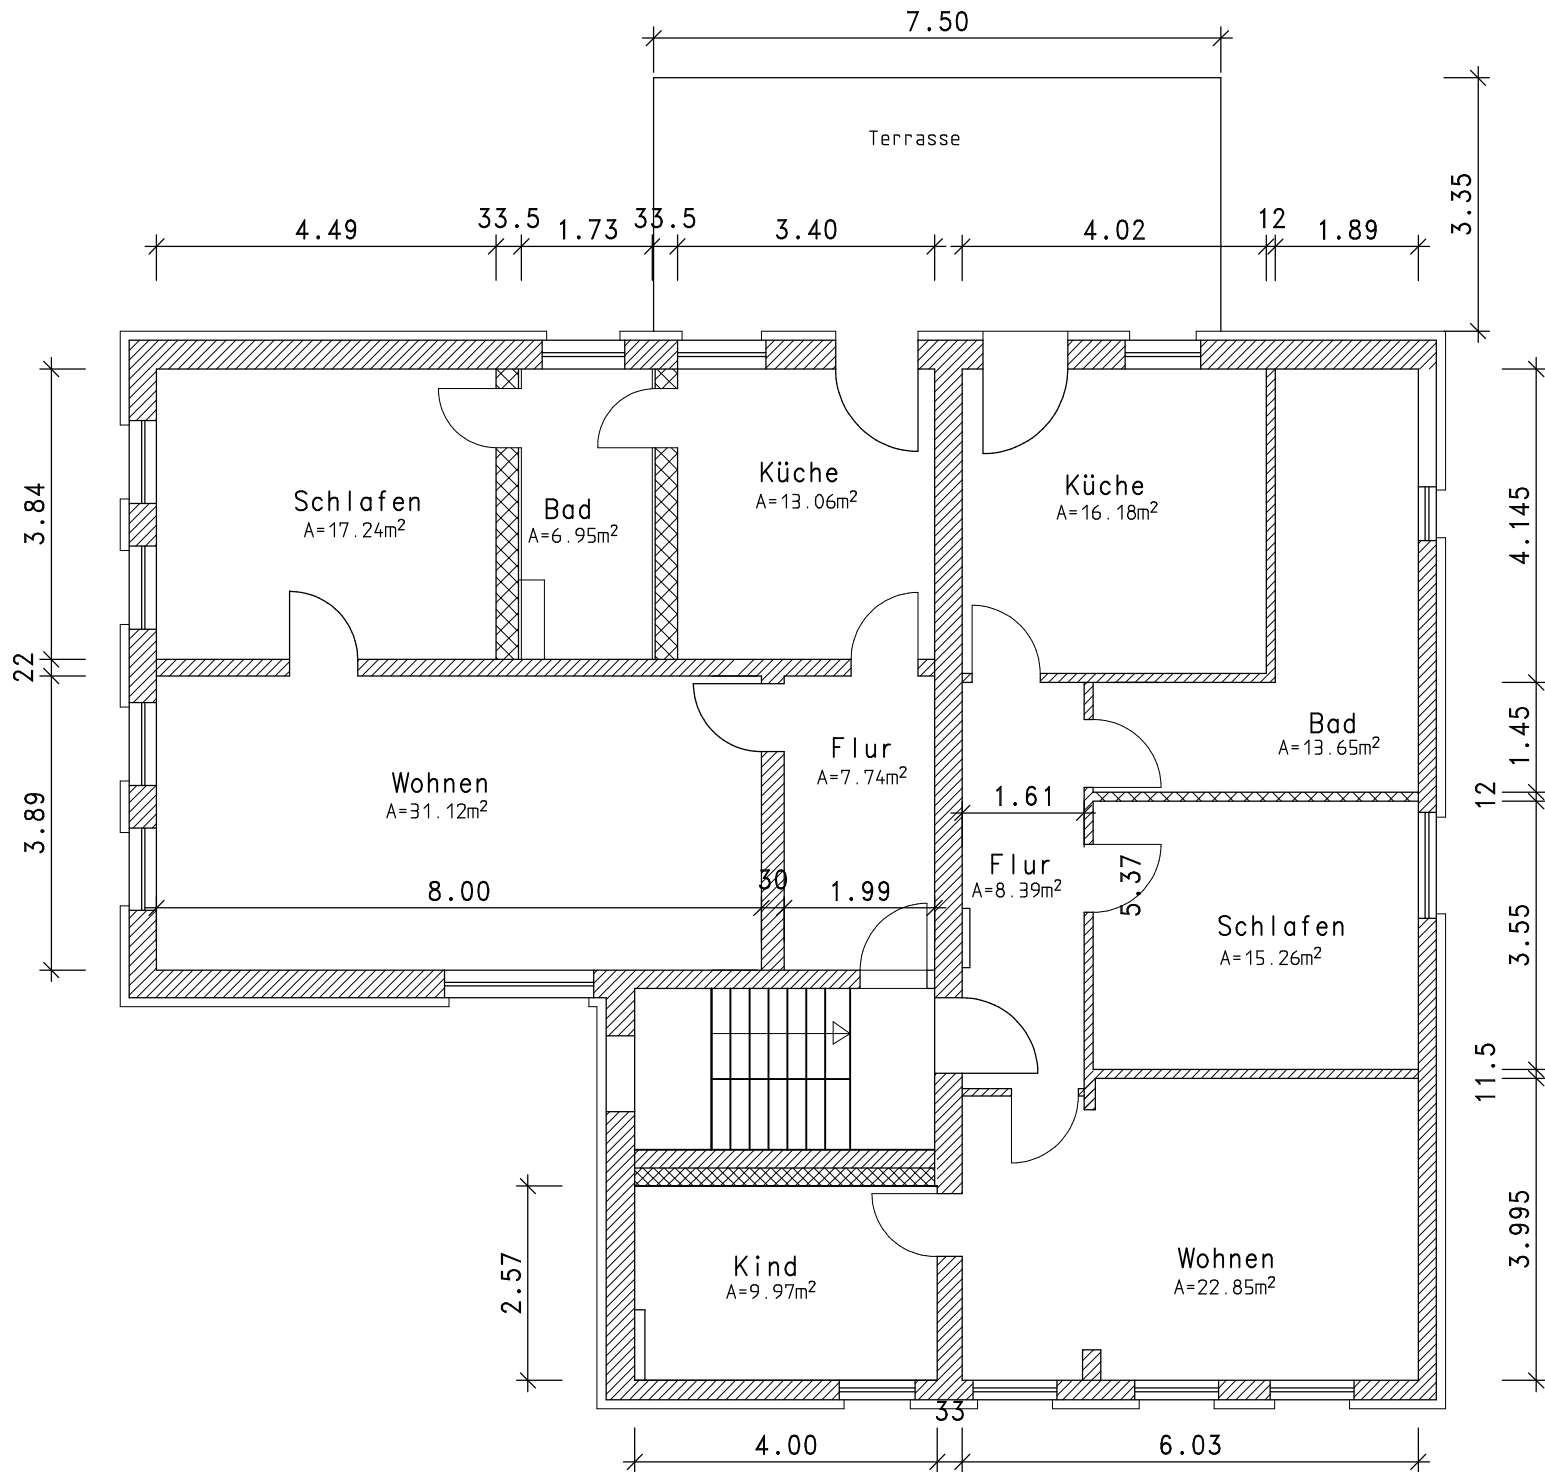 7.50
Terrasse
3.35
4.49
33.5
1.73
33.5
3.40
4.02
12
1.89
3.84
Schlafen
A=17.24m²
Bad
A=6.95m²
Küche
A=13.06m²
Küche
A=16.18m²
4.145
22
3.89
Wohnen
A=31.12m²
Flur
A=7.74m²
Bad
A=13.65m²
1.45
12
1.61
8.00
30
1.99
Flur
A=8.39m²
5.37
Schlafen
A=15.26m²
3.55
11.5
2.57
Kind
A=9.97m²
Wohnen
A=22.85m²
3.995
33
4.00
6.03